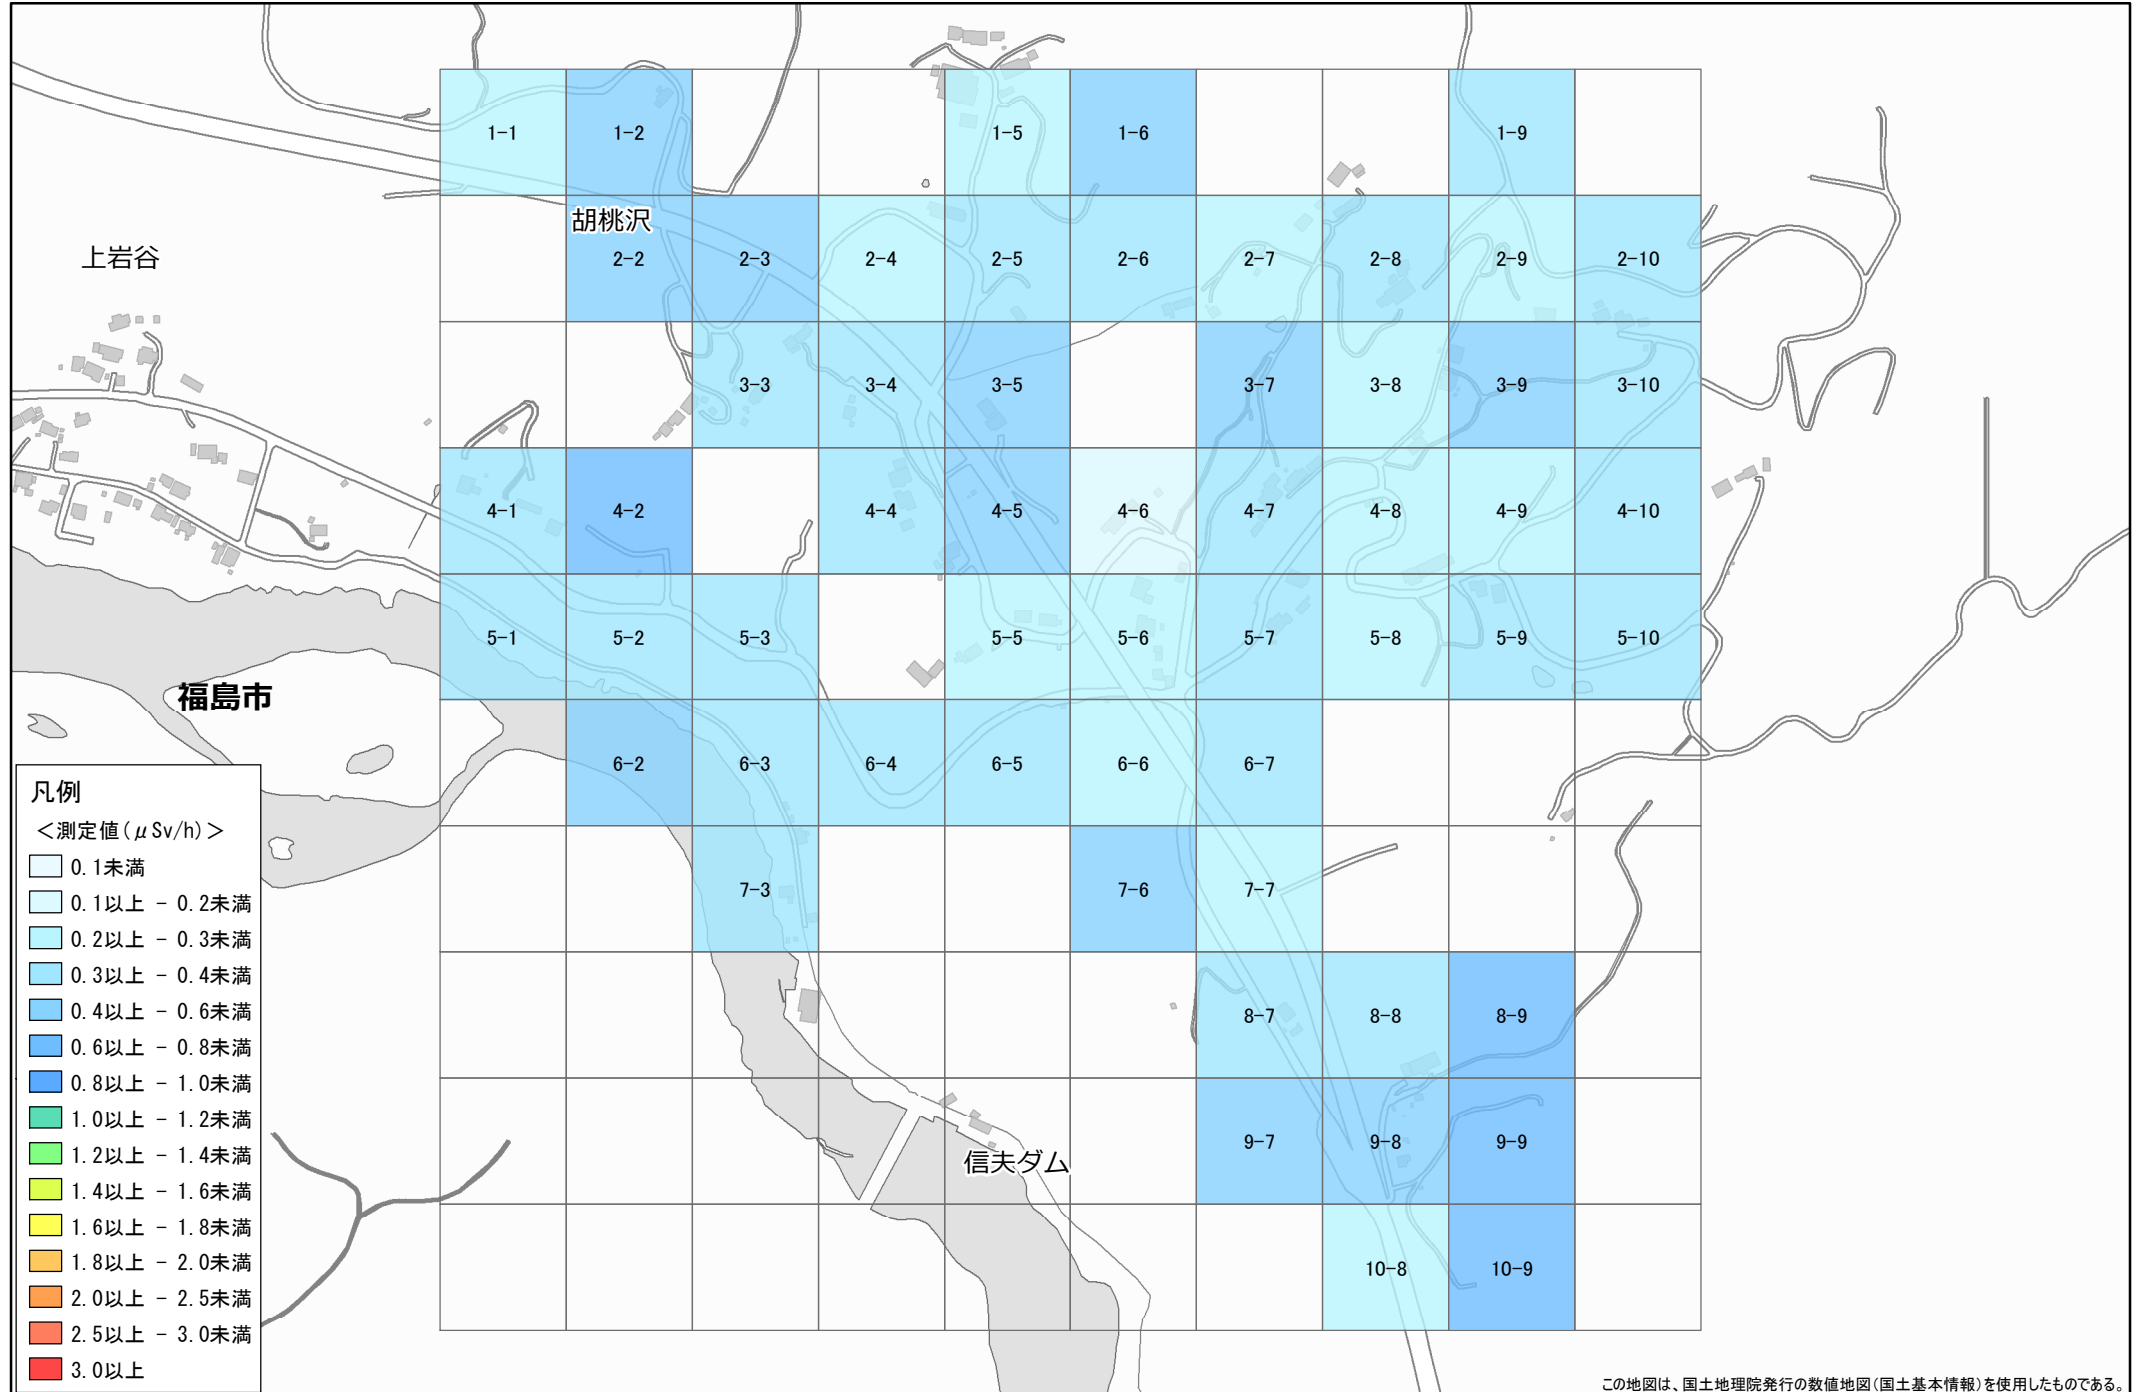 1-1 1-2 1-5 1-6 1-9
胡桃沢
上岩谷
2-2 2-3 2-4 2-5 2-6 2-7 2-8 2-9 2-10
3-3 3-4 3-5 3-7 3-8 3-9 3-10
4-1 4-2 4-4 4-5 4-6 4-7 4-8 4-9 4-10
5-1 5-2 5-3 5-5 5-6 5-7 5-8 5-9 5-10
福島市
6-2 6-3 6-4 6-5 6-6 6-7
7-3 7-6 7-7
8-7 8-8 8-9
9-7 9-8 9-9
信夫ダム
10-8 10-9
凡例
＜測定値(μSv/h)＞
0.1未満
0.1以上 - 0.2未満
0.2以上 - 0.3未満
0.3以上 - 0.4未満
0.4以上 - 0.6未満
0.6以上 - 0.8未満
0.8以上 - 1.0未満
1.0以上 - 1.2未満
1.2以上 - 1.4未満
1.4以上 - 1.6未満
1.6以上 - 1.8未満
1.8以上 - 2.0未満
2.0以上 - 2.5未満
2.5以上 - 3.0未満
3.0以上
この地図は、国土地理院発行の数値地図(国土基本情報)を使用したものである。